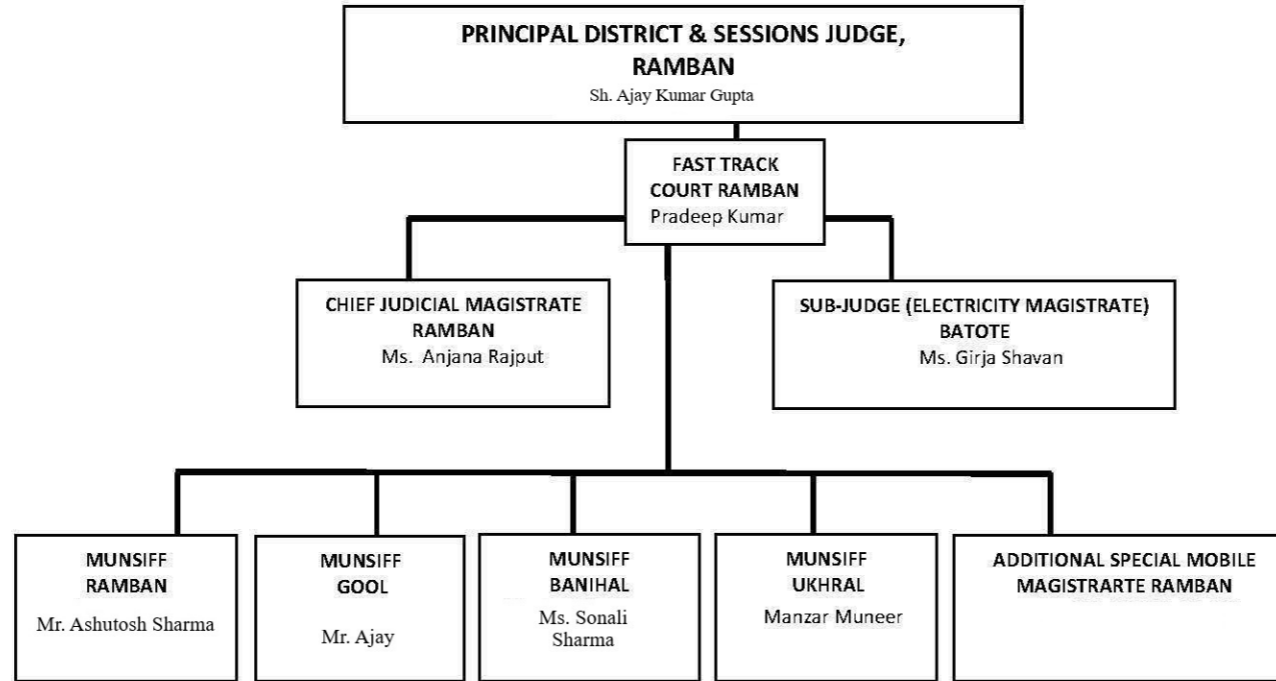 PRINCIPAL DISTRICT & SESSIONS JUDGE,
RAMBAN
Sh. Ajay Kumar Gupta
FAST TRACK
COURT RAMBAN
Pradeep Kumar
CHIEF JUDICIAL MAGISTRATE
RAMBAN
Ms. Anjana Rajput
SUB-JUDGE (ELECTRICITY MAGISTRATE)
BATOTE
Ms. Girja Shavan
MUNSIFF
RAMBAN
Mr. Ashutosh Sharma
MUNSIFF
GOOL
Mr. Ajay
MUNSIFF
BANIHAL
Ms. Sonali
Sharma
MUNSIFF
UKHRAL
Manzar Muneer
ADDITIONAL SPECIAL MOBILE
MAGISTRARTE RAMBAN